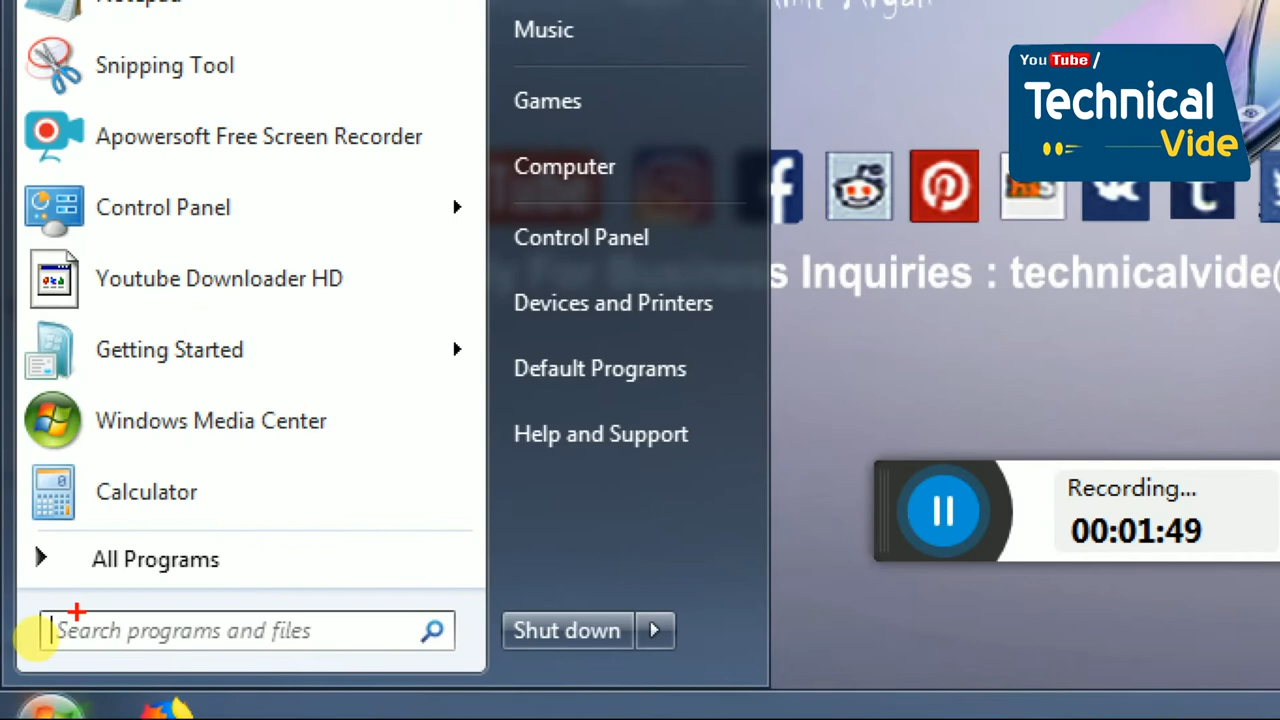 Notepad
Snipping Tool
Apowersoft Free Screen Recorder
Control Panel
Youtube Downloader HD
Getting Started
Windows Media Center
Calculator
All Programs
Search programs and files
Music
Games
Computer
Control Panel
Devices and Printers
Default Programs
Help and Support
Shut down
YouTube /
Technical
Vide
s Inquiries : technicalvide@
Recording...
00:01:49